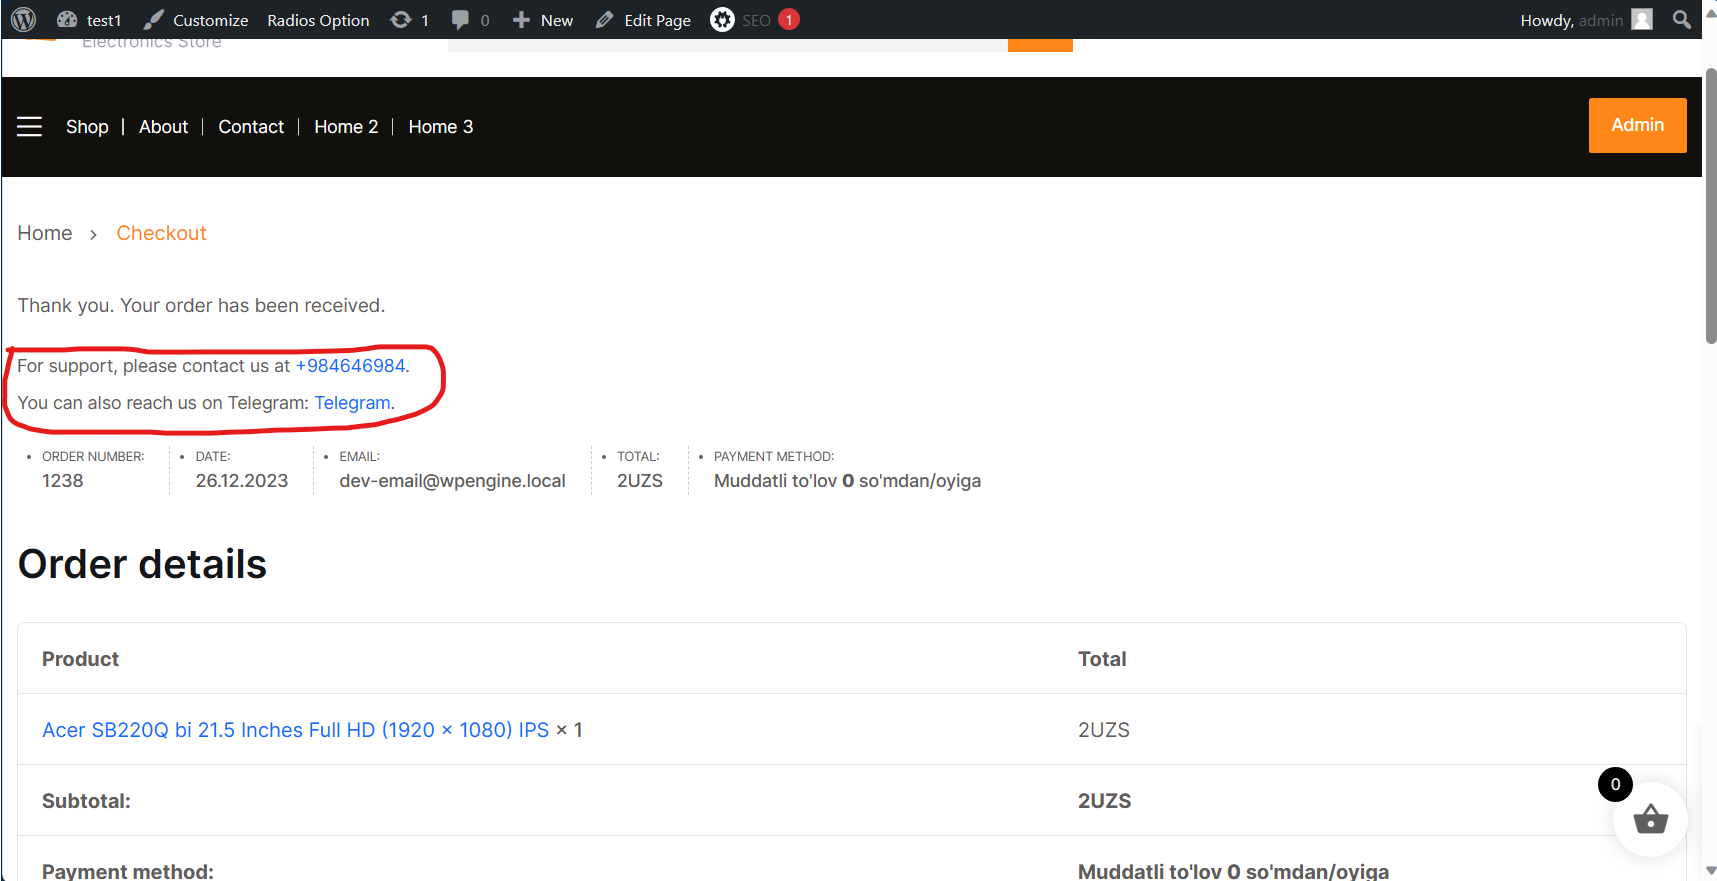 test1 Customize Radios Option 1 0 New Edit Page SEO 1 Howdy, admin
Electronics Store
Shop | About | Contact | Home 2 | Home 3 Admin
Home > Checkout
Thank you. Your order has been received.
For support, please contact us at +984646984.
You can also reach us on Telegram: Telegram.
ORDER NUMBER: DATE: EMAIL: TOTAL: PAYMENT METHOD:
1238 26.12.2023 dev-email@wpengine.local 2UZS Muddatli to'lov 0 so'mdan/oyiga
Order details
Product Total
Acer SB220Q bi 21.5 Inches Full HD (1920 × 1080) IPS × 1 2UZS
0
Subtotal: 2UZS
Payment method: Muddatli to'lov 0 so'mdan/oyiga